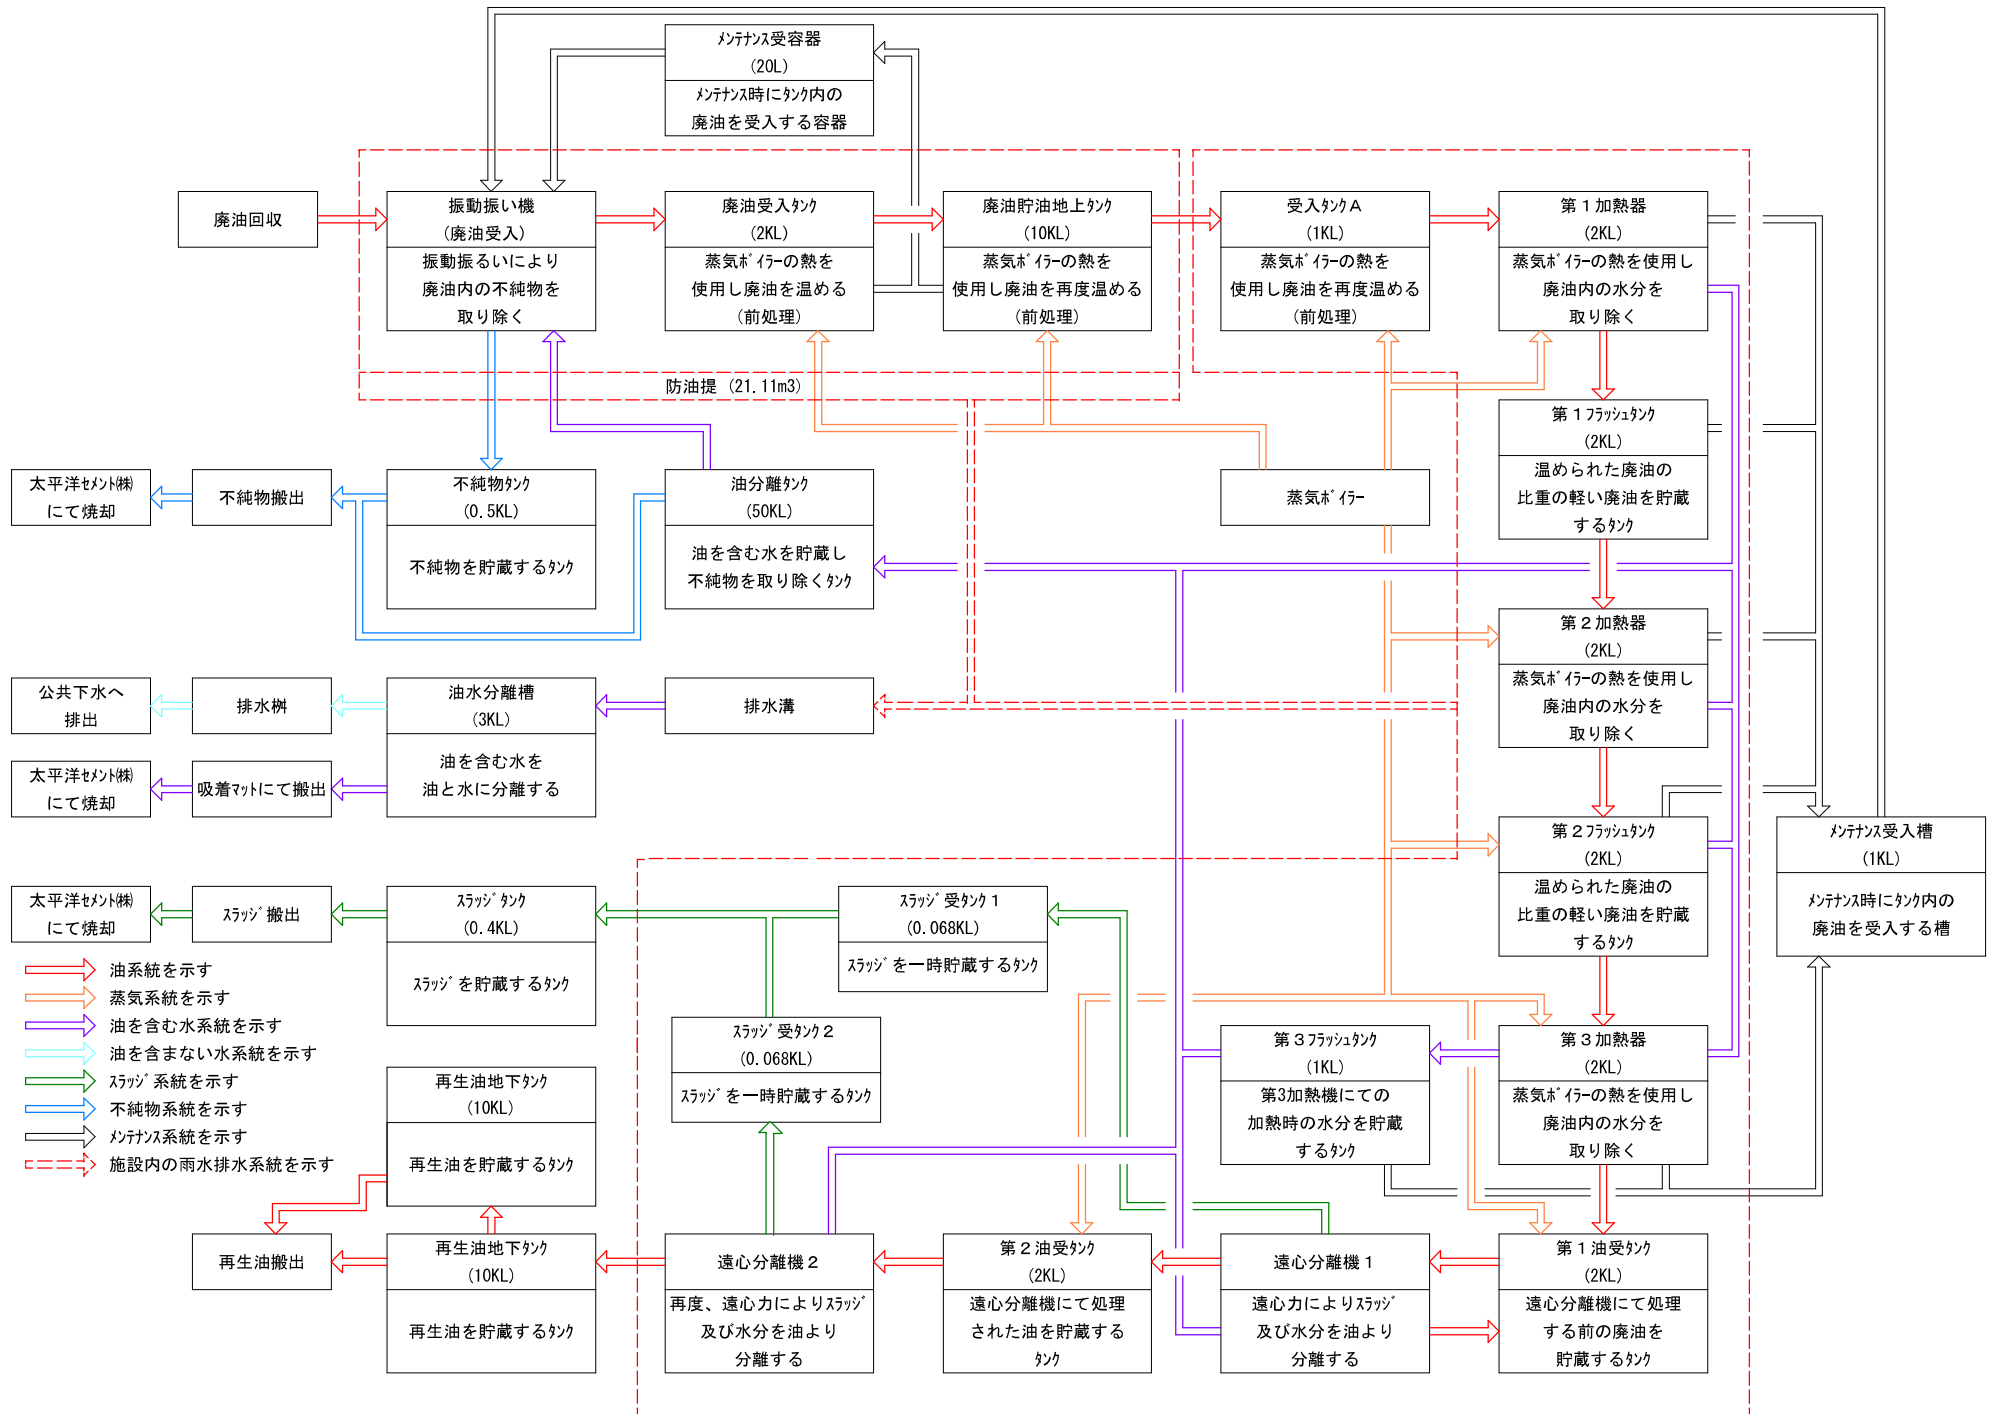 メンテナンス受容器
(20L)
メンテナンス時にタンク内の
廃油を受入する容器
廃油回収
振動振い機
(廃油受入)
振動振るいにより
廃油内の不純物を
取り除く
廃油受入タンク
(2KL)
蒸気ボイラーの熱を
使用し廃油を温める
(前処理)
廃油貯油地上タンク
(10KL)
蒸気ボイラーの熱を
使用し廃油を再度温める
(前処理)
受入タンクA
(1KL)
蒸気ボイラーの熱を
使用し廃油を再度温める
(前処理)
第1加熱器
(2KL)
蒸気ボイラーの熱を使用し
廃油内の水分を
取り除く
防油提 (21.11m3)
第1フラッシュタンク
(2KL)
温められた廃油の
比重の軽い廃油を貯蔵
するタンク
太平洋セメント㈱
にて焼却
不純物搬出
不純物タンク
(0.5KL)
不純物を貯蔵するタンク
油分離タンク
(50KL)
油を含む水を貯蔵し
不純物を取り除くタンク
蒸気ボイラー
第2加熱器
(2KL)
蒸気ボイラーの熱を使用し
廃油内の水分を
取り除く
公共下水へ
排出
排水桝
油水分離槽
(3KL)
油を含む水を
油と水に分離する
排水溝
太平洋セメント㈱
にて焼却
吸着マットにて搬出
第2フラッシュタンク
(2KL)
温められた廃油の
比重の軽い廃油を貯蔵
するタンク
メンテナンス受入槽
(1KL)
メンテナンス時にタンク内の
廃油を受入する槽
太平洋セメント㈱
にて焼却
スラッジ搬出
スラッジタンク
(0.4KL)
スラッジを貯蔵するタンク
スラッジ受タンク1
(0.068KL)
スラッジを一時貯蔵するタンク
スラッジ受タンク2
(0.068KL)
スラッジを一時貯蔵するタンク
第3フラッシュタンク
(1KL)
第3加熱機にての
加熱時の水分を貯蔵
するタンク
第3加熱器
(2KL)
蒸気ボイラーの熱を使用し
廃油内の水分を
取り除く
油系統を示す
蒸気系統を示す
油を含む水系統を示す
油を含まない水系統を示す
スラッジ系統を示す
不純物系統を示す
メンテナンス系統を示す
施設内の雨水排水系統を示す
再生油地下タンク
(10KL)
再生油を貯蔵するタンク
再生油搬出
再生油地下タンク
(10KL)
再生油を貯蔵するタンク
遠心分離機2
再度、遠心力によりスラッジ
及び水分を油より
分離する
第2油受タンク
(2KL)
遠心分離機にて処理
された油を貯蔵する
タンク
遠心分離機1
遠心力によりスラッジ
及び水分を油より
分離する
第1油受タンク
(2KL)
遠心分離機にて処理
する前の廃油を
貯蔵するタンク